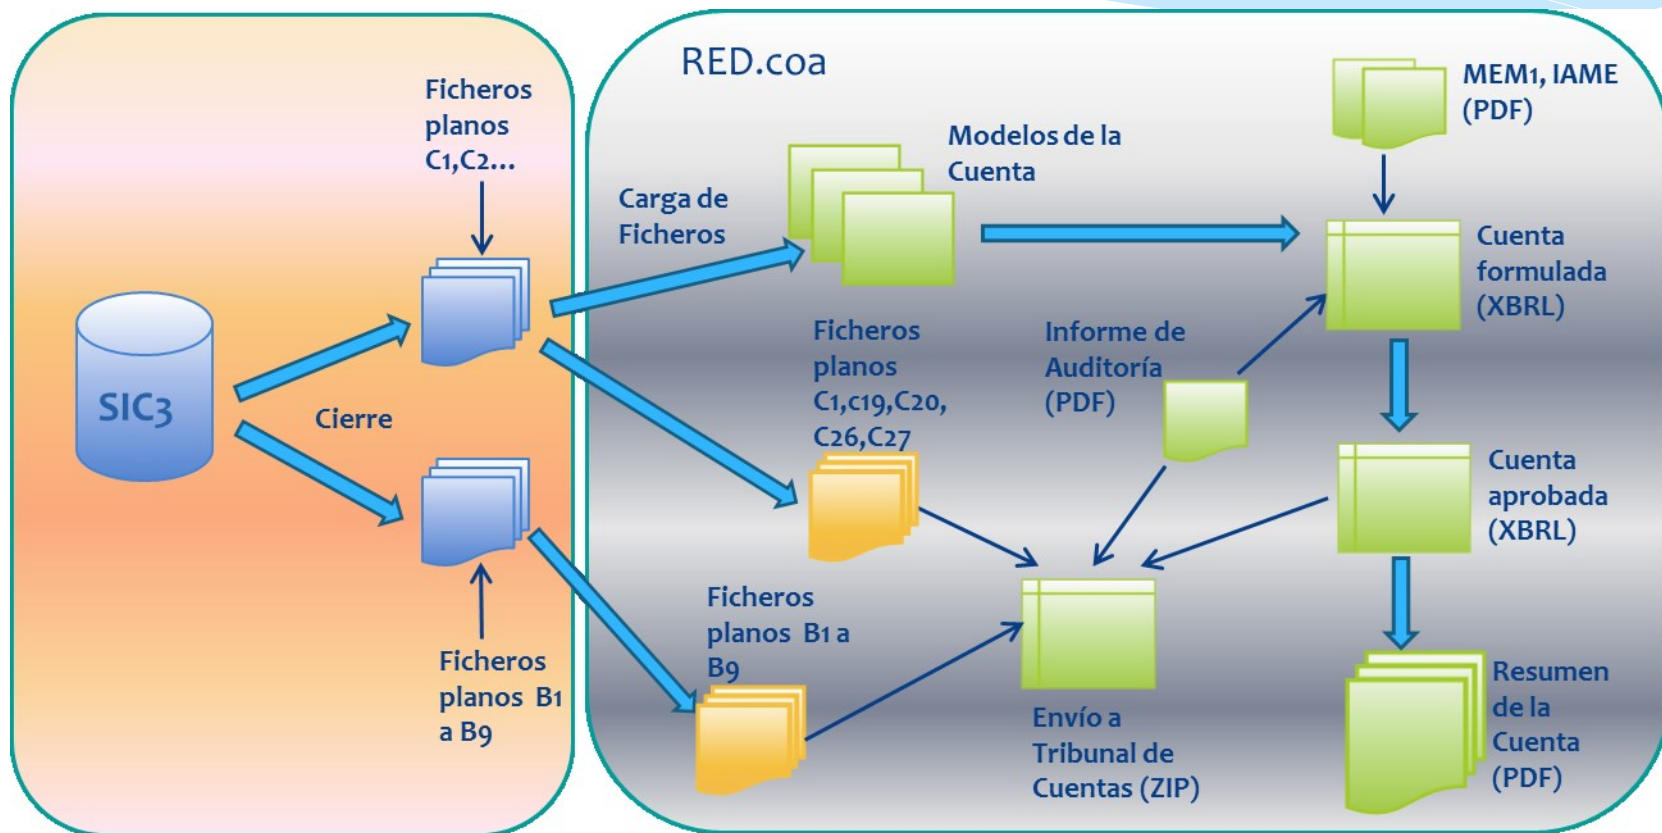 RED.coa
Ficheros
planos
C1,C2...
MEM1, IAME
(PDF)
Modelos de la
Cuenta
Carga de
Ficheros
Cuenta
formulada
(XBRL)
Ficheros
planos
C1,c19,C20,
C26,C27
Informe de
Auditoría
(PDF)
SIC3
Cierre
Cuenta
aprobada
(XBRL)
Ficheros
planos B1 a
B9
Ficheros
planos B1
a B9
Envío a
Tribunal de
Cuentas (ZIP)
Resumen
de la
Cuenta
(PDF)